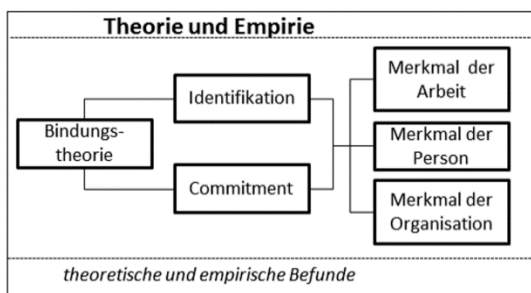 Theorie und Empirie
Bindungs-
theorie
Identifikation
Commitment
Merkmal der
Arbeit
Merkmal der
Person
Merkmal der
Organisation
theoretische und empirische Befunde